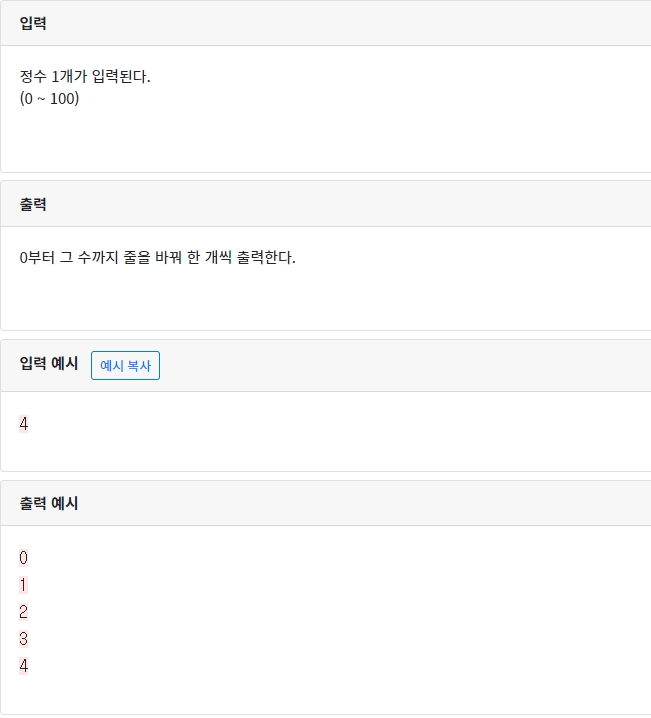 입력
정수 1개가 입력된다.
(0 ~ 100)
출력
0부터 그 수까지 줄을 바꿔 한 개씩 출력한다.
입력 예시 예시 복사
4
출력 예시
0
1
2
3
4